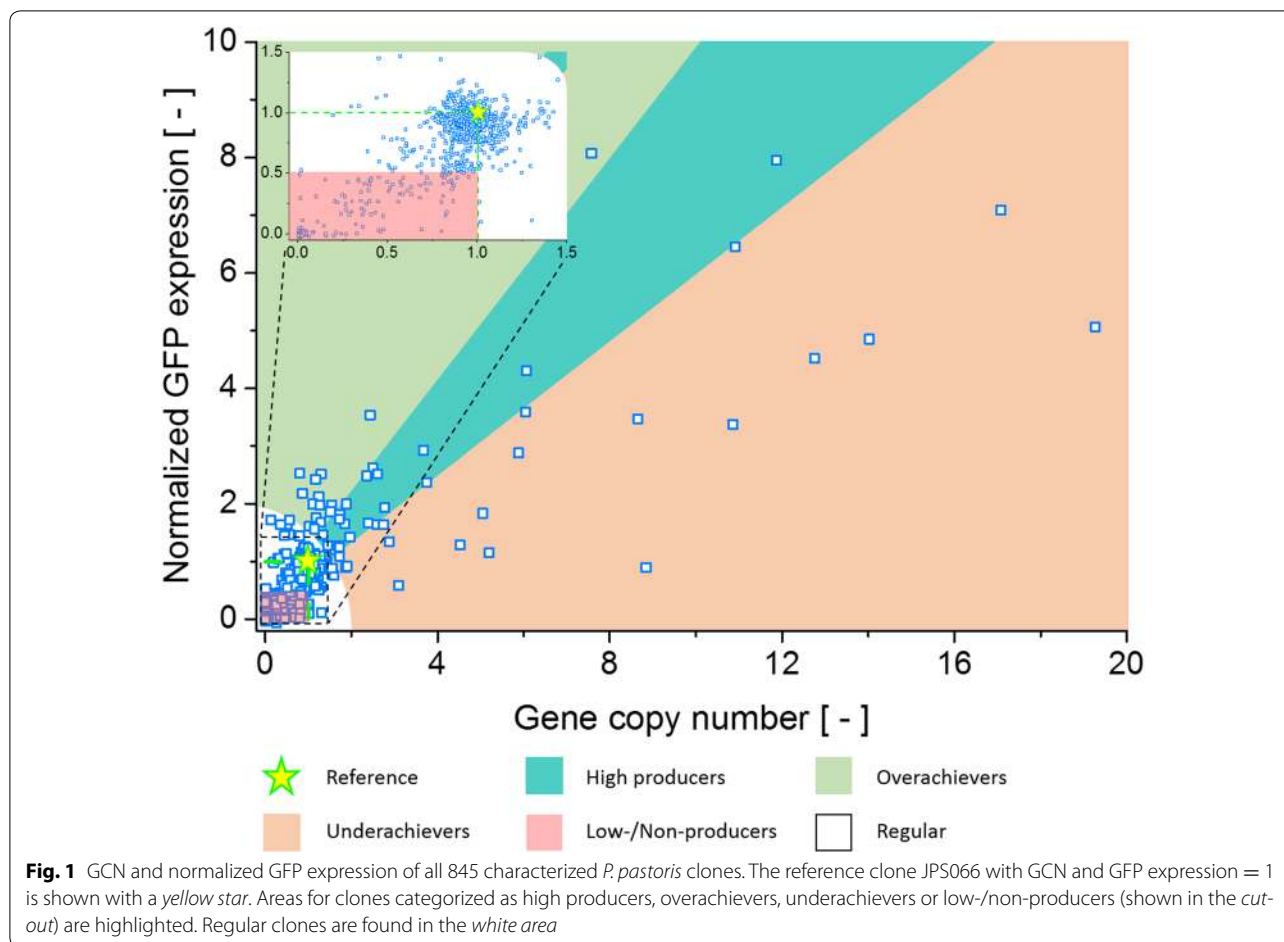 10
8
6
4
2
0
Normalized GFP expression [ - ]
1.5
1.0
0.5
0.0
0.0 0.5 1.0 1.5
0 4 8 12 16 20
Gene copy number [ - ]
Reference High producers Overachievers
Underachievers Low-/Non-producers Regular
Fig. 1 GCN and normalized GFP expression of all 845 characterized P. pastoris clones. The reference clone JPS066 with GCN and GFP expression = 1
is shown with a yellow star. Areas for clones categorized as high producers, overachievers, underachievers or low-/non-producers (shown in the cut-
out) are highlighted. Regular clones are found in the white area